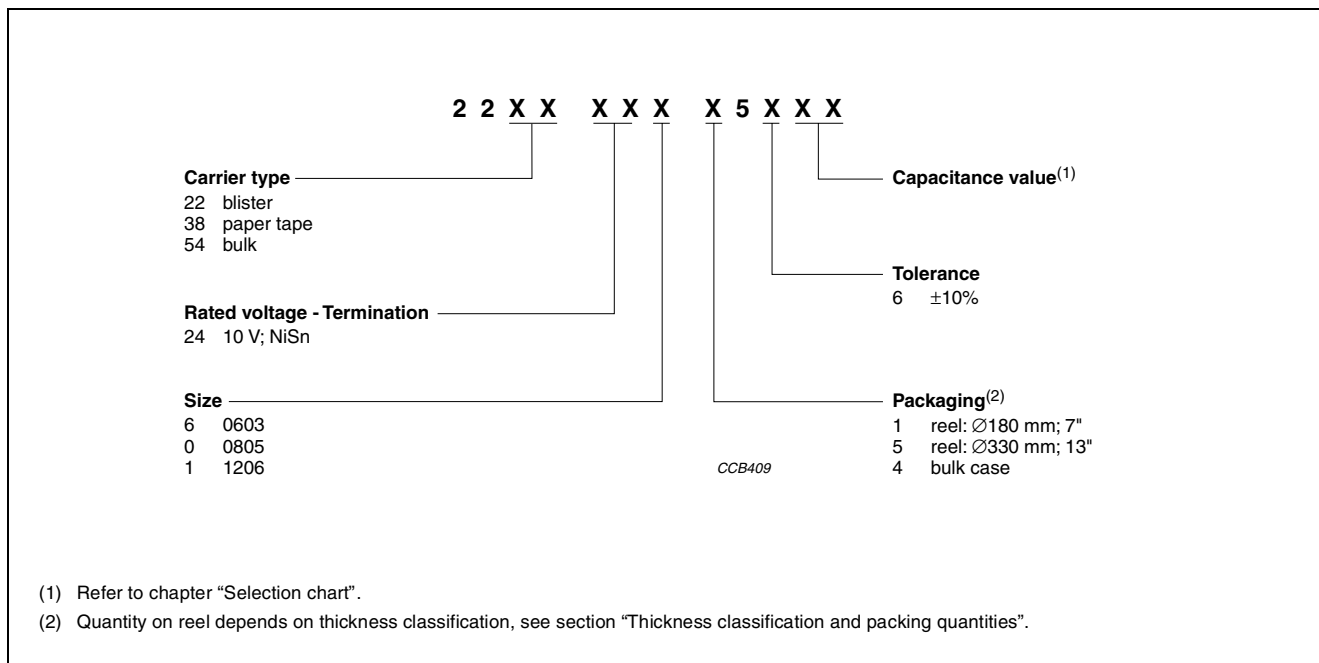 2 2 X X X X X X 5 X X X
Carrier type
22 blister
38 paper tape
54 bulk
Rated voltage - Termination
24 10 V; NiSn
Size
6 0603
0 0805
1 1206
Capacitance value(1)
Tolerance
6 ±10%
Packaging(2)
1 reel: ∅180 mm; 7"
5 reel: ∅330 mm; 13"
4 bulk case
CCB409
(1) Refer to chapter “Selection chart”.
(2) Quantity on reel depends on thickness classification, see section “Thickness classification and packing quantities”.